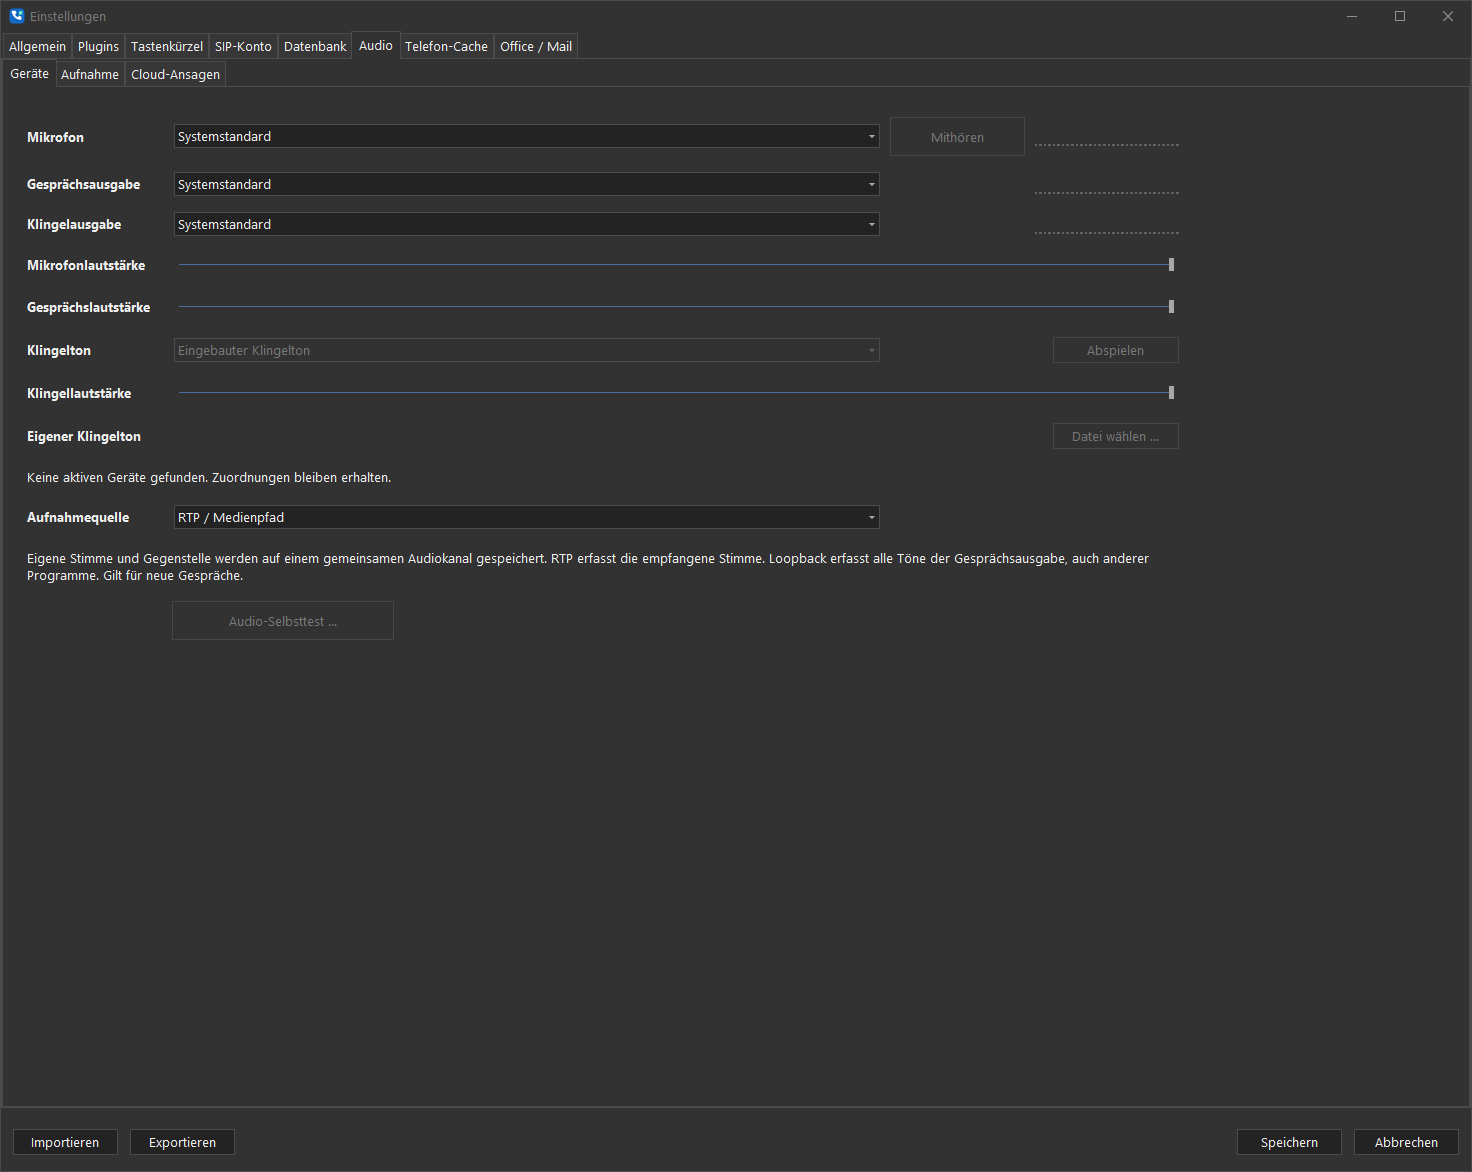 Einstellungen
Allgemein Plugins Tastenkürzel SIP-Konto Datenbank Audio Telefon-Cache Office / Mail
Geräte Aufnahme Cloud-Ansagen
Mikrofon Systemstandard Mithören
Gesprächsausgabe Systemstandard
Klingelausgabe Systemstandard
Mikrofonlautstärke
Gesprächslautstärke
Klingelton Eingebauter Klingelton Abspielen
Klingellautstärke
Eigener Klingelton Datei wählen ...
Keine aktiven Geräte gefunden. Zuordnungen bleiben erhalten.
Aufnahmequelle RTP / Medienpfad
Eigene Stimme und Gegenstelle werden auf einem gemeinsamen Audiokanal gespeichert. RTP erfasst die empfangene Stimme. Loopback erfasst alle Töne der Gesprächsausgabe, auch anderer
Programme. Gilt für neue Gespräche.
Audio-Selbsttest ...
Importieren Exportieren Speichern Abbrechen